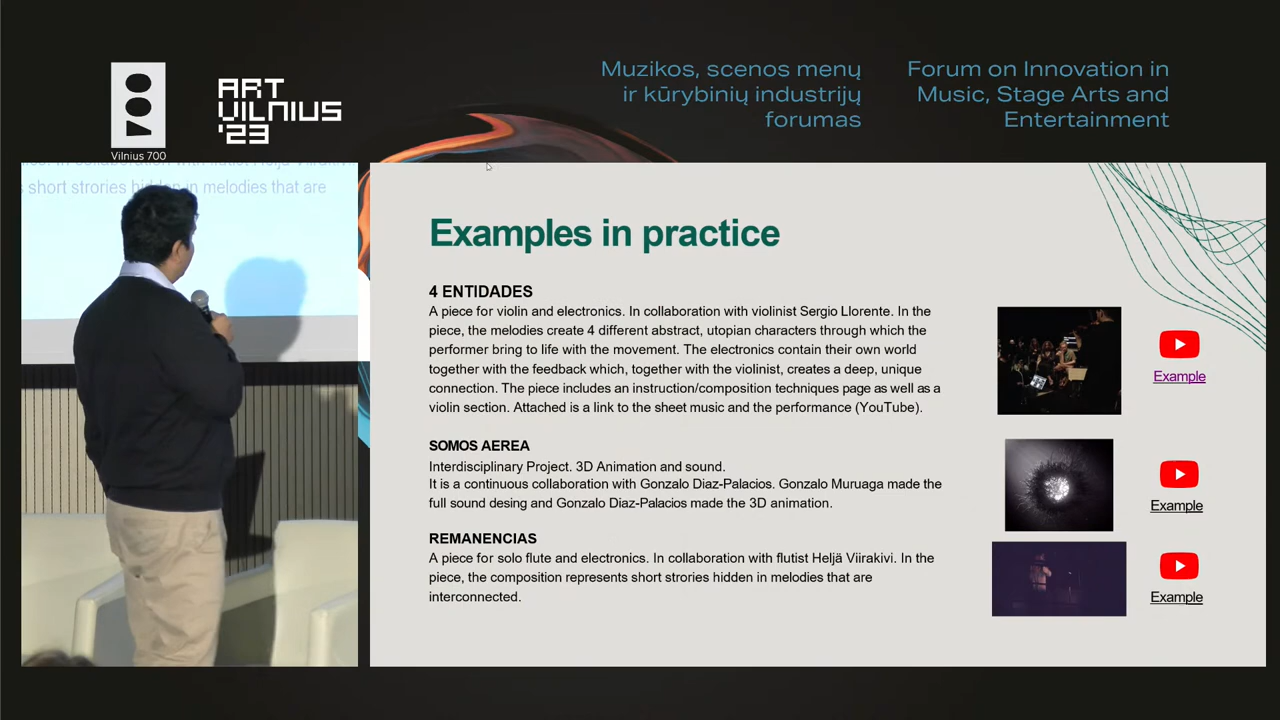 Vilnius 700
ART
VILNIUS
'23
Muzikos, scenos menų
ir kūrybinių industrijų
forumas
Forum on Innovation in
Music, Stage Arts and
Entertainment
short strories hidden in melodies that are
Examples in practice
4 ENTIDADES
A piece for violin and electronics. In collaboration with violinist Sergio Llorente. In the
piece, the melodies create 4 different abstract, utopian characters through which the
performer bring to life with the movement. The electronics contain their own world
together with the feedback which, together with the violinist, creates a deep, unique
connection. The piece includes an instruction/composition techniques page as well as a
violin section. Attached is a link to the sheet music and the performance (YouTube).
Example
SOMOS AEREA
Interdisciplinary Project. 3D Animation and sound.
It is a continuous collaboration with Gonzalo Diaz-Palacios. Gonzalo Muruaga made the
full sound desing and Gonzalo Diaz-Palacios made the 3D animation.
Example
REMANENCIAS
A piece for solo flute and electronics. In collaboration with flutist Heljä Viirakivi. In the
piece, the composition represents short strories hidden in melodies that are
interconnected.
Example